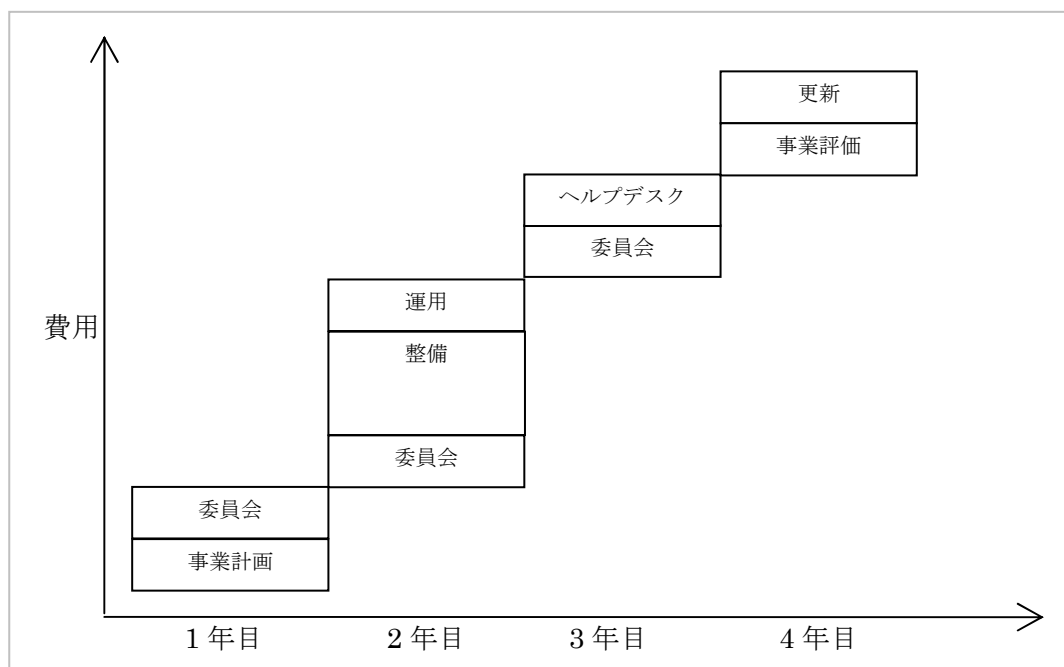 更新
事業評価
ヘルプデスク
委員会
運用
整備
委員会
委員会
事業計画
費用
1年目
2年目
3年目
4年目